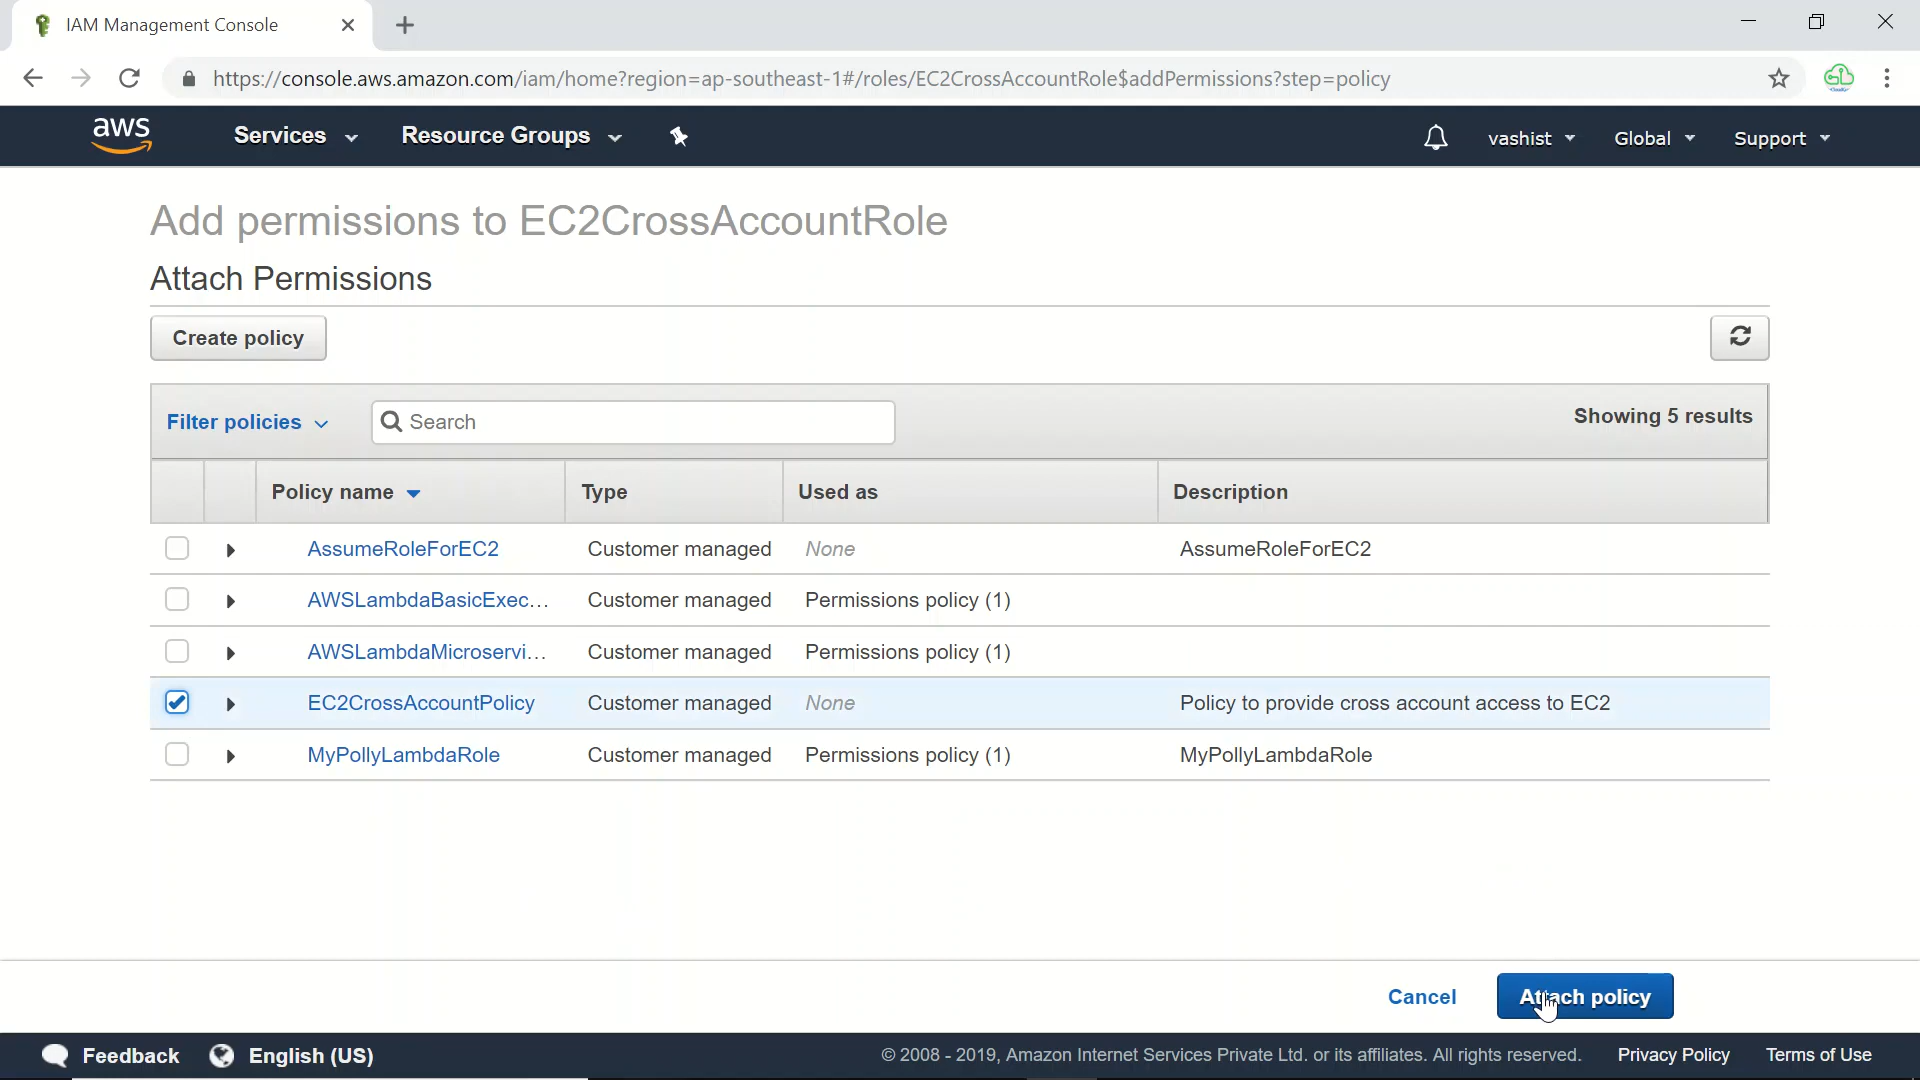 IAM Management Console
https://console.aws.amazon.com/iam/home?region=ap-southeast-1#/roles/EC2CrossAccountRole$addPermissions?step=policy
aws Services Resource Groups vashist Global Support
Add permissions to EC2CrossAccountRole
Attach Permissions
Create policy
Filter policies Search Showing 5 results
Policy name Type Used as Description
AssumeRoleForEC2 Customer managed None AssumeRoleForEC2
AWSLambdaBasicExec... Customer managed Permissions policy (1)
AWSLambdaMicroservi... Customer managed Permissions policy (1)
EC2CrossAccountPolicy Customer managed None Policy to provide cross account access to EC2
MyPollyLambdaRole Customer managed Permissions policy (1) MyPollyLambdaRole
Cancel Attach policy
Feedback English (US) © 2008 - 2019, Amazon Internet Services Private Ltd. or its affiliates. All rights reserved. Privacy Policy Terms of Use